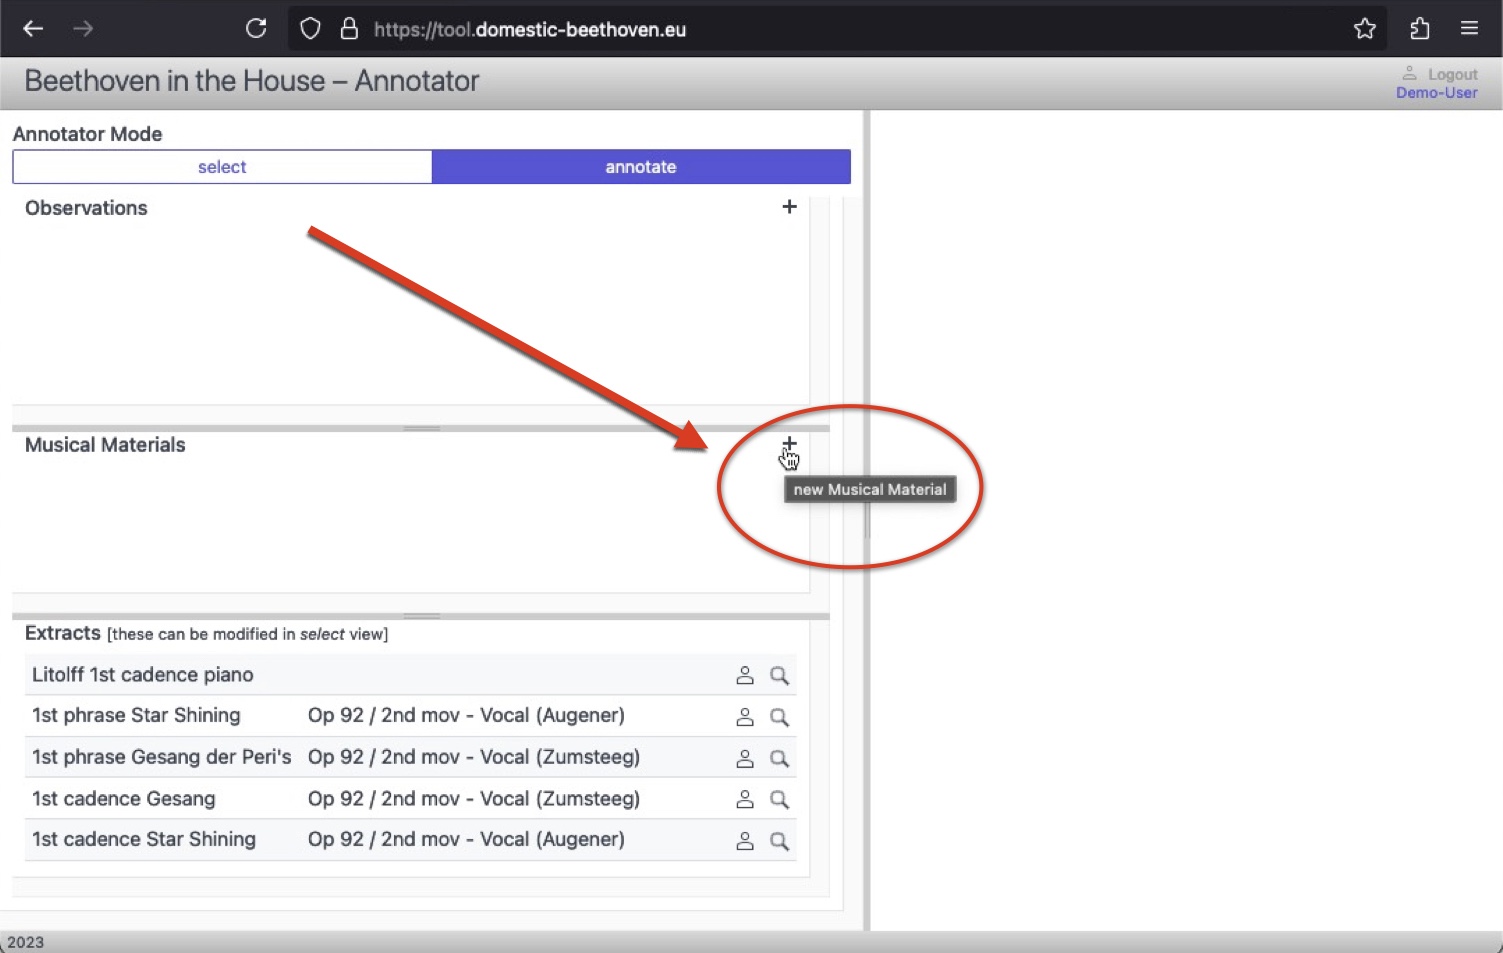 https://tool.domestic-beethoven.eu
Beethoven in the House – Annotator
Logout
Demo-User
Annotator Mode
select
annotate
Observations
+
Musical Materials
+
new Musical Material
Extracts [these can be modified in select view]
Litolff 1st cadence piano
1st phrase Star Shining Op 92 / 2nd mov - Vocal (Augener)
1st phrase Gesang der Peri's Op 92 / 2nd mov - Vocal (Zumsteeg)
1st cadence Gesang Op 92 / 2nd mov - Vocal (Zumsteeg)
1st cadence Star Shining Op 92 / 2nd mov - Vocal (Augener)
2023